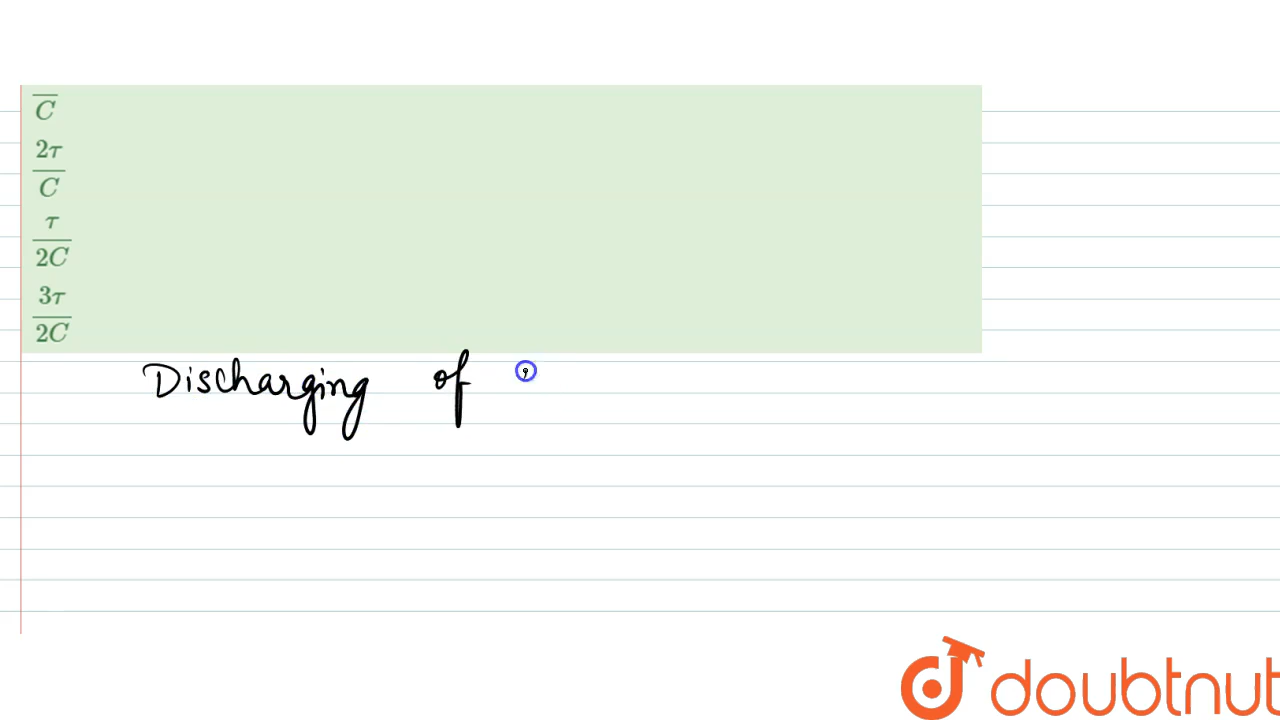 C
2τ
C
τ
2C
3τ
2C
Discharging of
doubtnut